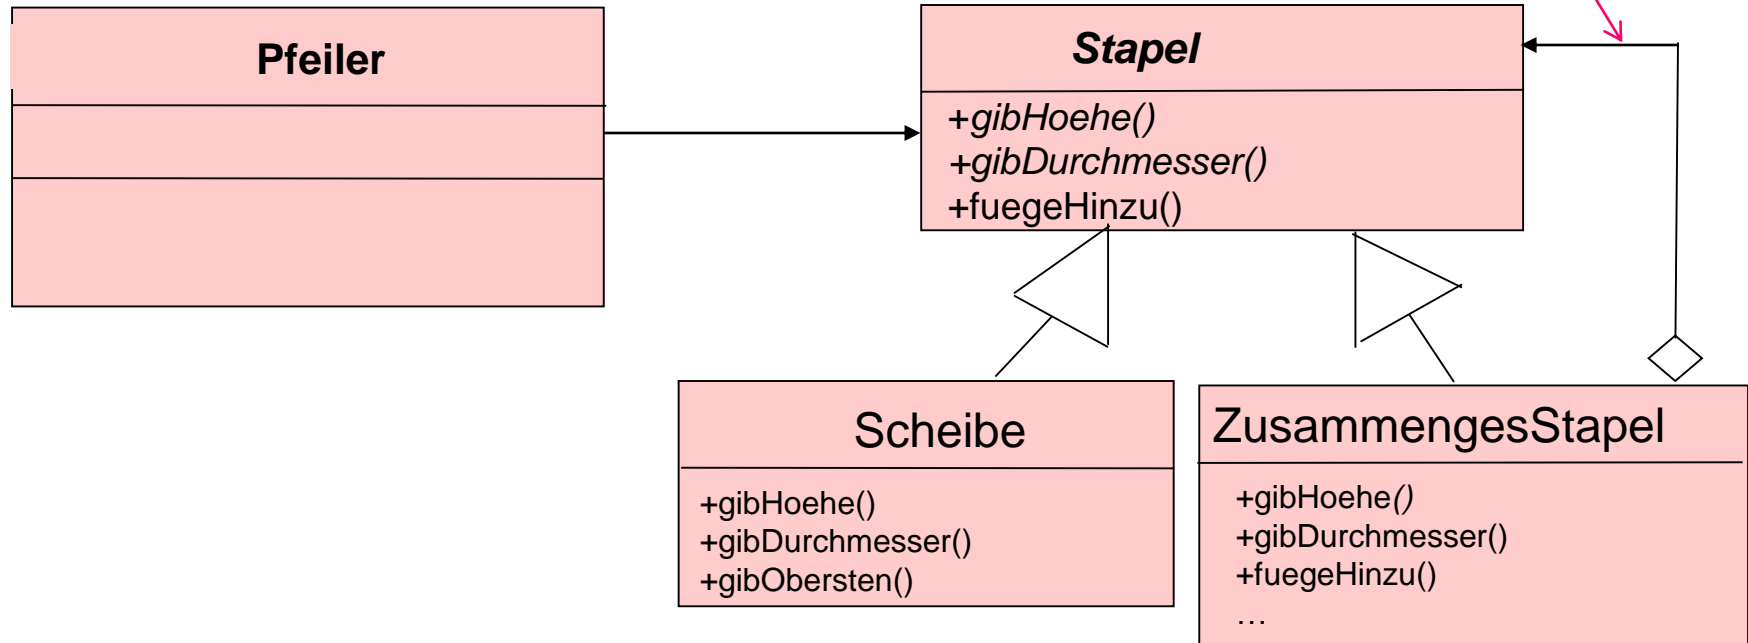 Pfeiler
Stapel
+gibHoehe()
+gibDurchmesser()
+fuegeHinzu()
Scheibe
+gibHoehe()
+gibDurchmesser()
+gibObersten()
ZusammengesStapel
+gibHoehe()
+gibDurchmesser()
+fuegeHinzu()
…